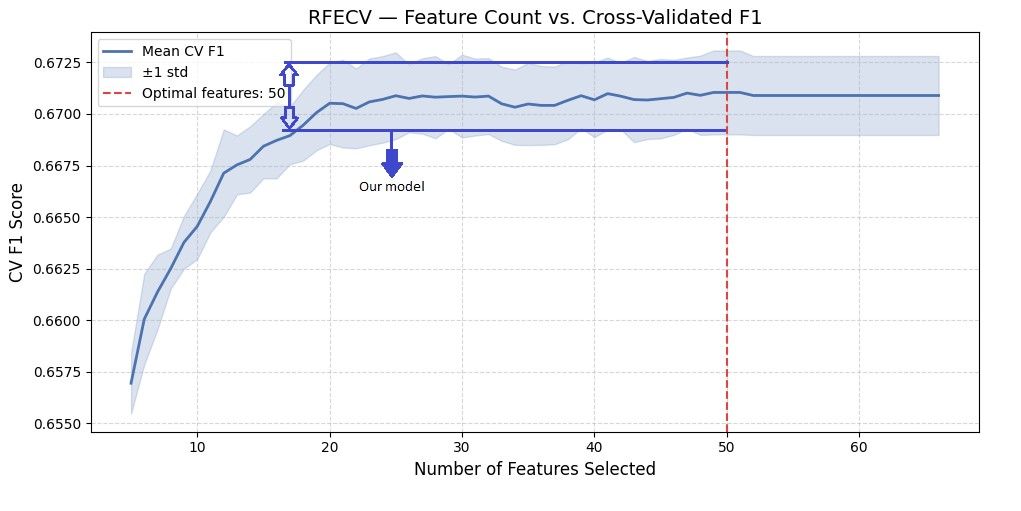 RFECV — Feature Count vs. Cross-Validated F1
Mean CV F1
±1 std
Optimal features: 50
0.6725
0.6700
0.6675
0.6650
0.6625
0.6600
0.6575
0.6550
CV F1 Score
Our model
10 20 30 40 50 60
Number of Features Selected